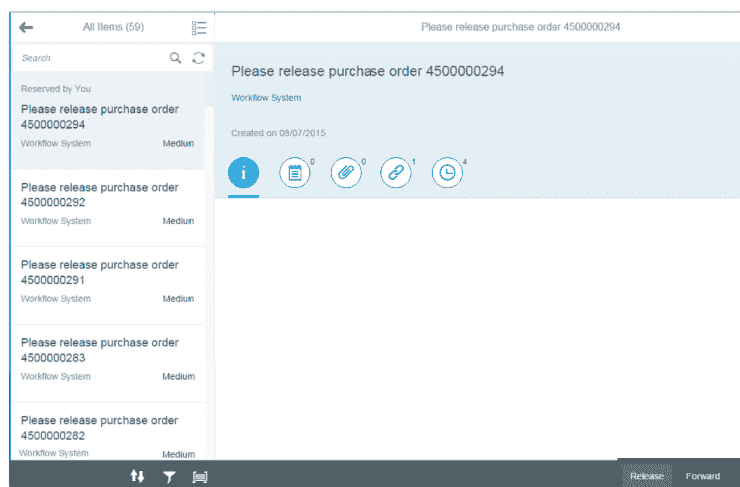 All Items (59)
Please release purchase order 4500000294
Search
Reserved by You
Please release purchase order
4500000294
Workflow System Medium
Please release purchase order
4500000292
Workflow System Medium
Please release purchase order
4500000291
Workflow System Medium
Please release purchase order
4500000283
Workflow System Medium
Please release purchase order
4500000282
Workflow System Medium
Please release purchase order 4500000294
Workflow System
Created on 08/07/2015
i 0 0 1 4
Release Forward